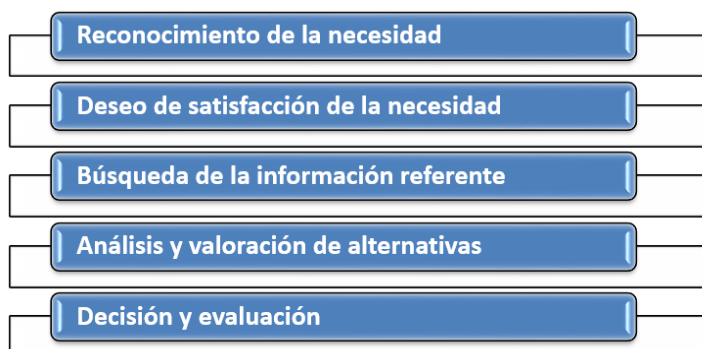 Reconocimiento de la necesidad
Deseo de satisfacción de la necesidad
Búsqueda de la información referente
Análisis y valoración de alternativas
Decisión y evaluación